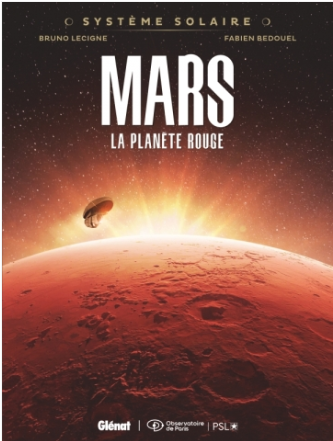 SYSTÈME SOLAIRE
BRUNO LECIGNE FABIEN BEDOUEL
MARS
LA PLANÈTE ROUGE
Glénat Observatoire de Paris PSL